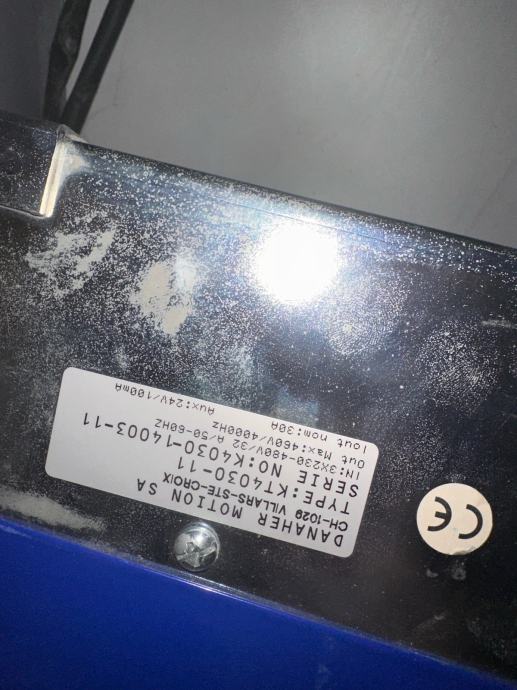 DANAHER MOTION SA
CH-1029 VILLARS-STE-CROIX
TYPE:KT4030-11
SERIE NO:K4030-14003-11
IN:3X230-480V/32 A/50-60HZ
Out Max:460V/4000Hz
Iout nom:30A
Aux:24V/100mA
CE